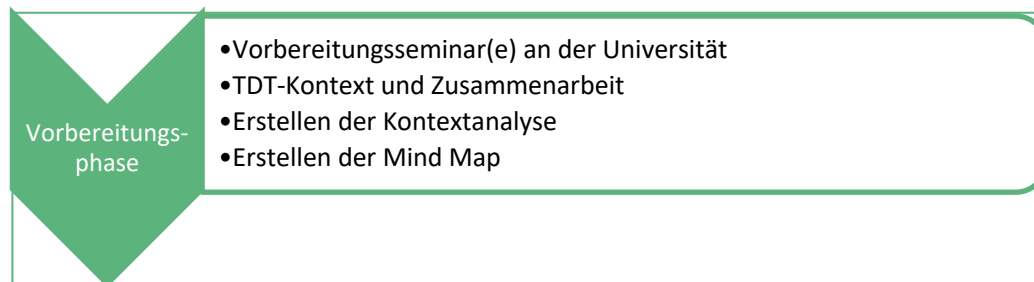 Vorbereitungs-
phase
•Vorbereitungsseminar(e) an der Universität
•TDT-Kontext und Zusammenarbeit
•Erstellen der Kontextanalyse
•Erstellen der Mind Map